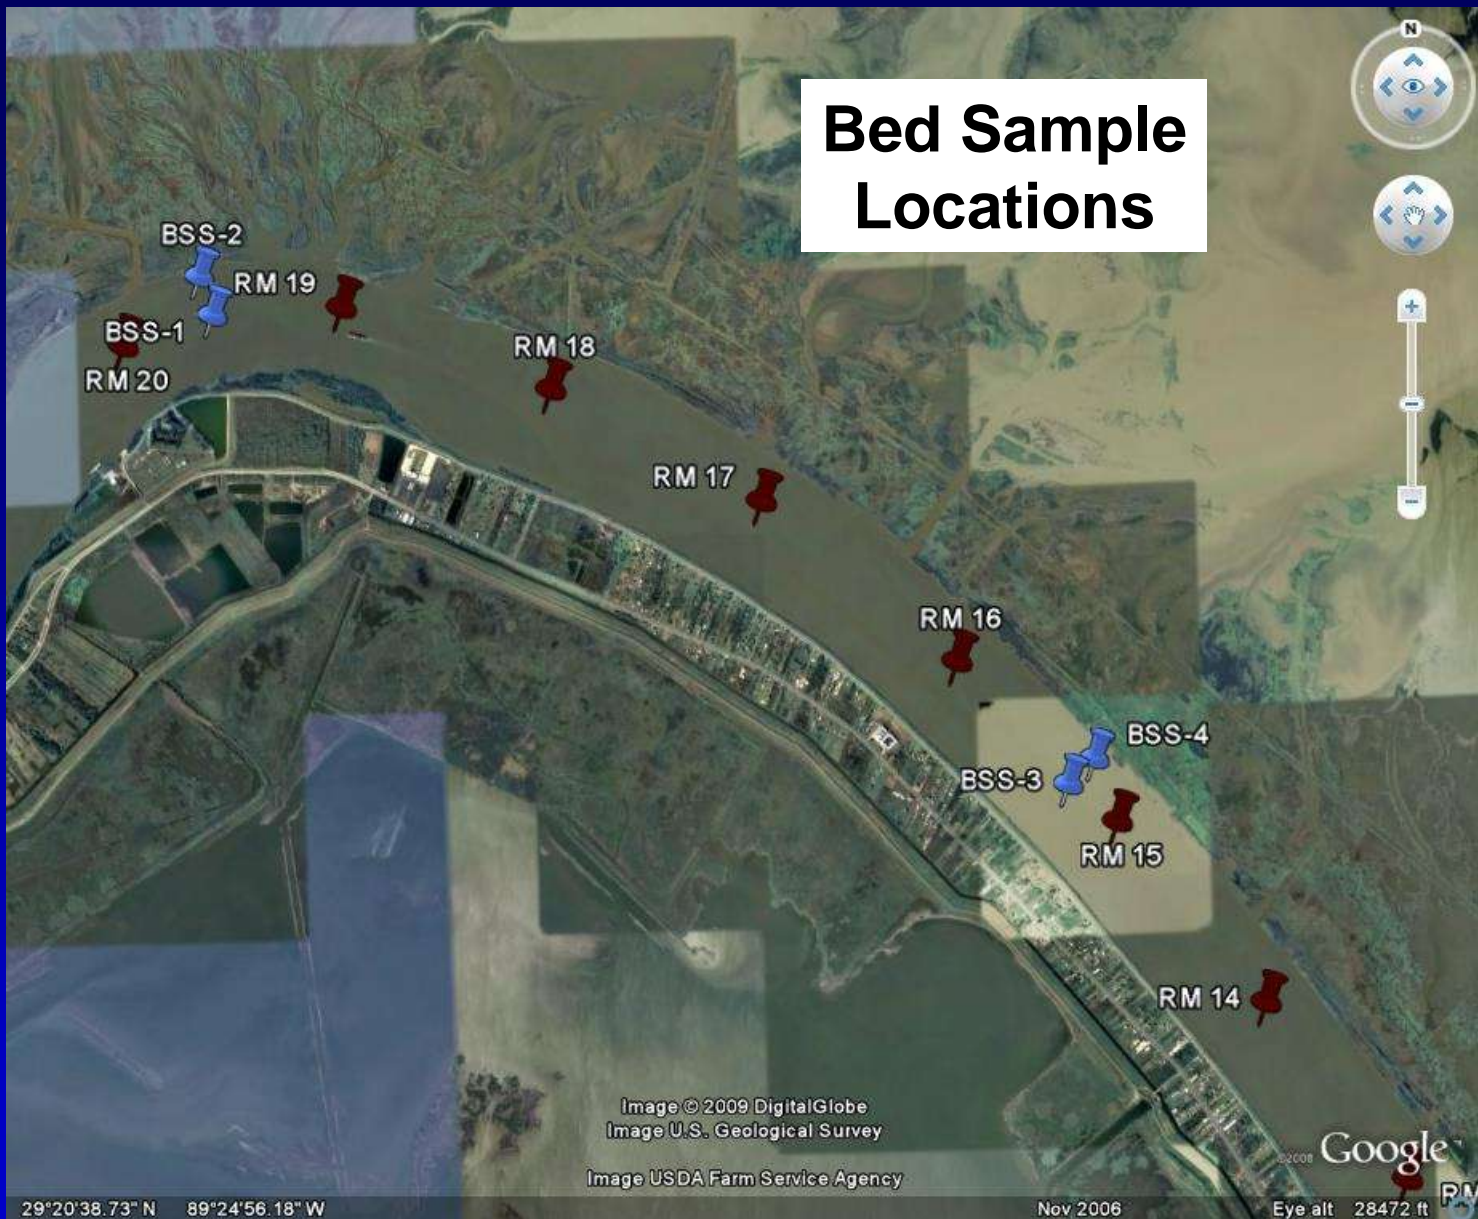 N
Bed Sample
Locations
BSS-2
RM 19
BSS-1
RM 20
RM 18
RM 17
RM 16
BSS-4
BSS-3
RM 15
RM 14
Image © 2009 DigitalGlobe
Image U.S. Geological Survey
©2008 Google
Image USDA Farm Service Agency
RM
29°20'38.73" N 89°24'56.18" W Nov 2006 Eye alt 28472 ft